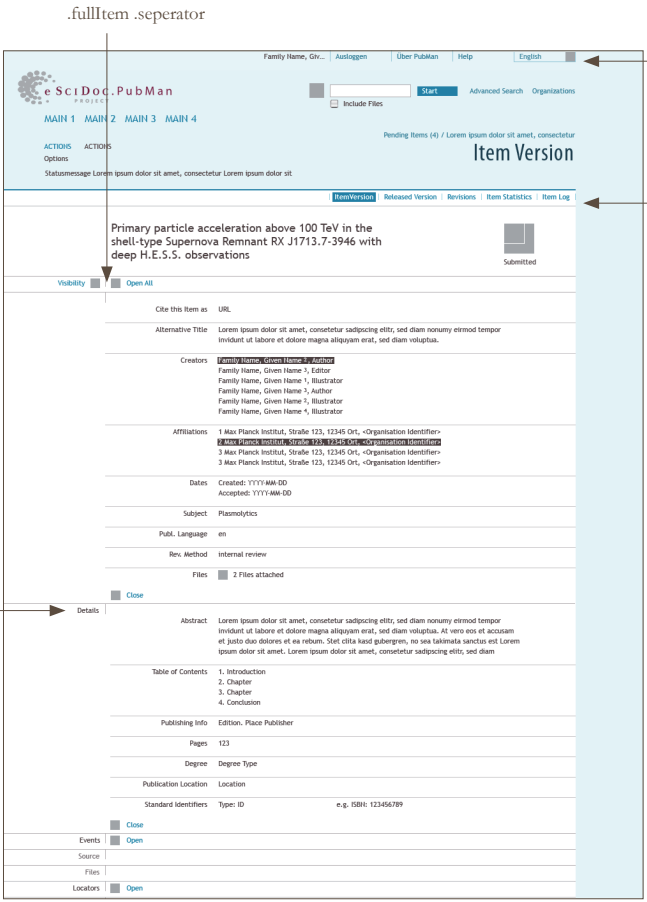 .fullItem .seperator
Family Name, Giv... Ausloggen Über PubMan Help English
eSciDoc.PubMan
PROJECT
Start Advanced Search Organizations
Include Files
MAIN 1 MAIN 2 MAIN 3 MAIN 4
Pending Items (4) / Lorem ipsum dolor sit amet, consectetur
ACTIONS ACTIONS
Item Version
Options
Statusmessage Lorem ipsum dolor sit amet, consectetur Lorem ipsum dolor sit
ItemVersion Released Version Revisions Item Statistics Item Log
Primary particle acceleration above 100 TeV in the
shell-type Supernova Remnant RX J1713.7-3946 with
deep H.E.S.S. observations
Submitted
Visibility Open All
Cite this Item as URL
Alternative Title Lorem ipsum dolor sit amet, consetetur sadipscing elitr, sed diam nonumy eirmod tempor
invidunt ut labore et dolore magna aliquyam erat, sed diam voluptua.
Creators Family Name, Given Name 2, Author
Family Name, Given Name 3, Editor
Family Name, Given Name 1, Illustrator
Family Name, Given Name 3, Author
Family Name, Given Name 2, Illustrator
Family Name, Given Name 4, Illustrator
Affiliations 1 Max Planck Institut, Straße 123, 12345 Ort, <Organisation Identifier>
2 Max Planck Institut, Straße 123, 12345 Ort, <Organisation Identifier>
3 Max Planck Institut, Straße 123, 12345 Ort, <Organisation Identifier>
3 Max Planck Institut, Straße 123, 12345 Ort, <Organisation Identifier>
Dates Created: YYYY-MM-DD
Accepted: YYYY-MM-DD
Subject Plasmolytics
Publ. Language en
Rev. Method internal review
Files 2 Files attached
Close
Details
Abstract Lorem ipsum dolor sit amet, consetetur sadipscing elitr, sed diam nonumy eirmod tempor
invidunt ut labore et dolore magna aliquyam erat, sed diam voluptua. At vero eos et accusam
et justo duo dolores et ea rebum. Stet clita kasd gubergren, no sea takimata sanctus est Lorem
ipsum dolor sit amet. Lorem ipsum dolor sit amet, consetetur sadipscing elitr, sed diam
Table of Contents 1. Introduction
2. Chapter
3. Chapter
4. Conclusion
Publishing Info Edition. Place Publisher
Pages 123
Degree Degree Type
Publication Location Location
Standard Identifiers Type: ID e.g. ISBN: 123456789
Close
Events Open
Source
Files
Locators Open